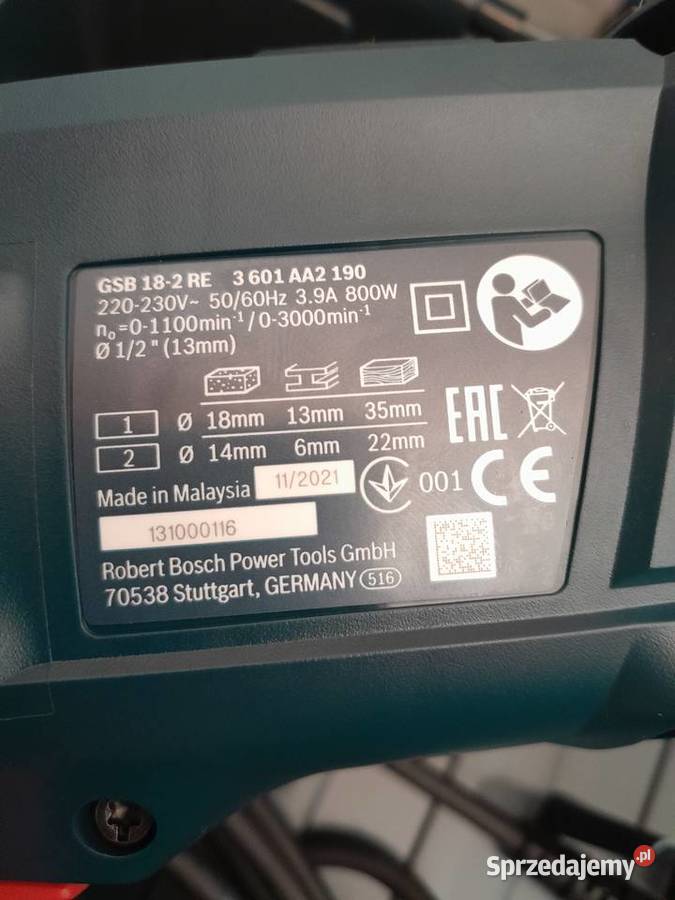 GSB 18-2 RE 3 601 AA2 190
220-230V~ 50/60Hz 3.9A 800W
n₀=0-1100min⁻¹/0-3000min⁻¹
Ø 1/2" (13mm)
1 Ø 18mm 13mm 35mm
2 Ø 14mm 6mm 22mm
EAC
Made in Malaysia 11/2021 001 CE
131000116
Robert Bosch Power Tools GmbH
70538 Stuttgart, GERMANY 516
Sprzedajemy.pl